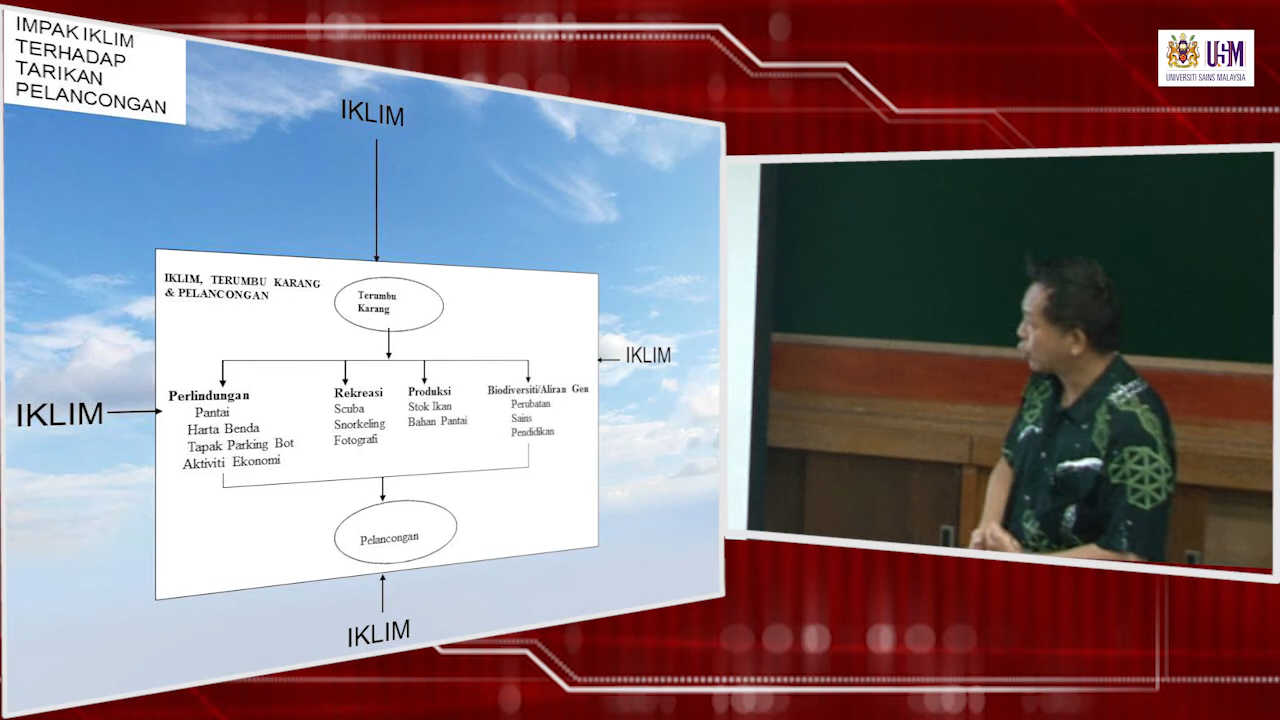 IMPAK IKLIM
TERHADAP
TARIKAN
PELANCONGAN
IKLIM
IKLIM, TERUMBU KARANG
& PELANCONGAN
Terumbu
Karang
Perlindungan
Pantai
Harta Benda
Tapak Parking Bot
Aktiviti Ekonomi
Rekreasi
Scuba
Snorkeling
Fotografi
Produksi
Stok Ikan
Bahan Pantai
Biodiversiti/Aliran Gen
Perubatan
Sains
Pendidikan
Pelancongan
IKLIM
IKLIM
IKLIM
USM
UNIVERSITI SAINS MALAYSIA